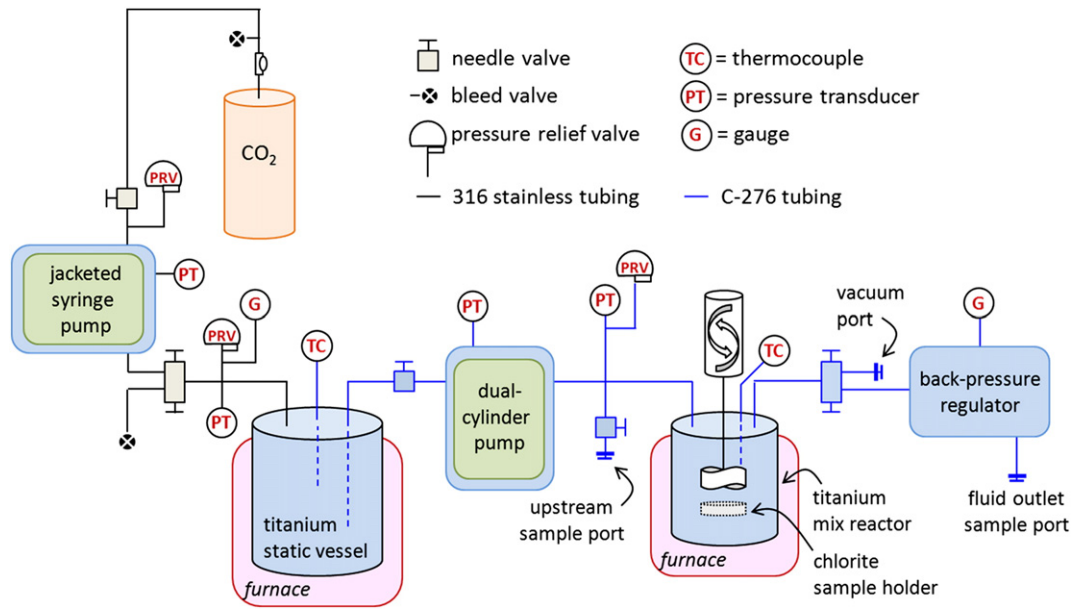 needle valve
bleed valve
pressure relief valve
316 stainless tubing
TC = thermocouple
PT = pressure transducer
G = gauge
C-276 tubing
CO2
PRV
jacketed
syringe
pump
PT
G
PRV
PT
TC
titanium
static vessel
furnace
PT
dual-
cylinder
pump
PT
PRV
upstream
sample port
TC
furnace
titanium
mix reactor
chlorite
sample holder
vacuum
port
G
back-pressure
regulator
fluid outlet
sample port